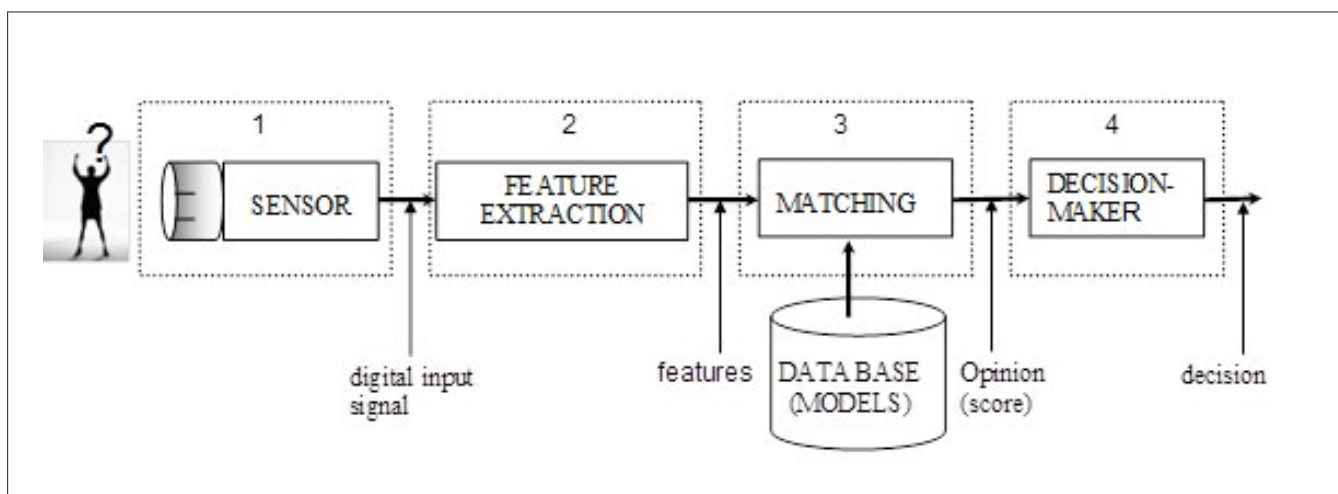 ?
1
2
3
4
SENSOR
FEATURE
EXTRACTION
MATCHING
DECISION-
MAKER
digital input
signal
features
DATA BASE
(MODELS)
Opinion
(score)
decision